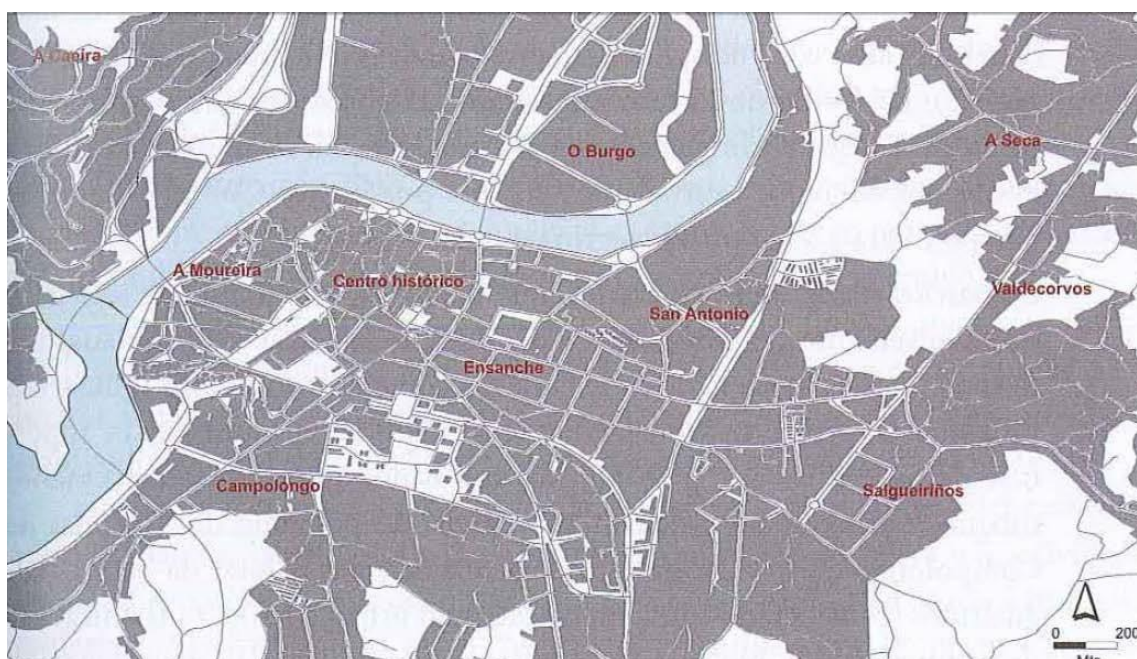 A Caeira
O Burgo
A Seca
A Moureira
Centro histórico
Valdecorvos
San Antonio
Ensanche
Campolongo
Salgueiriños
0
200